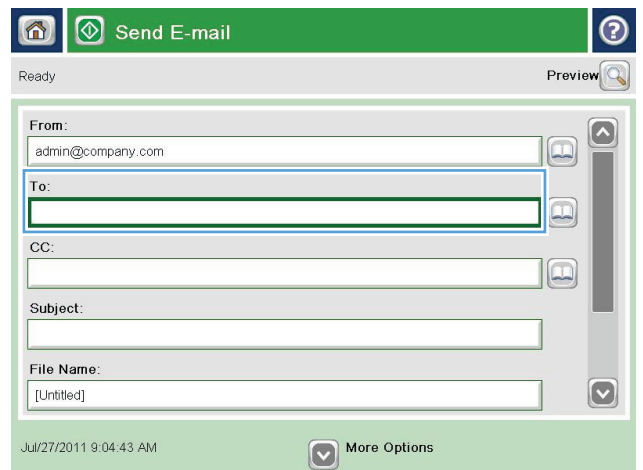 Send E-mail
Ready
Preview
From:
admin@company.com
To:
CC:
Subject:
File Name:
[Untitled]
Jul/27/2011 9:04:43 AM
More Options